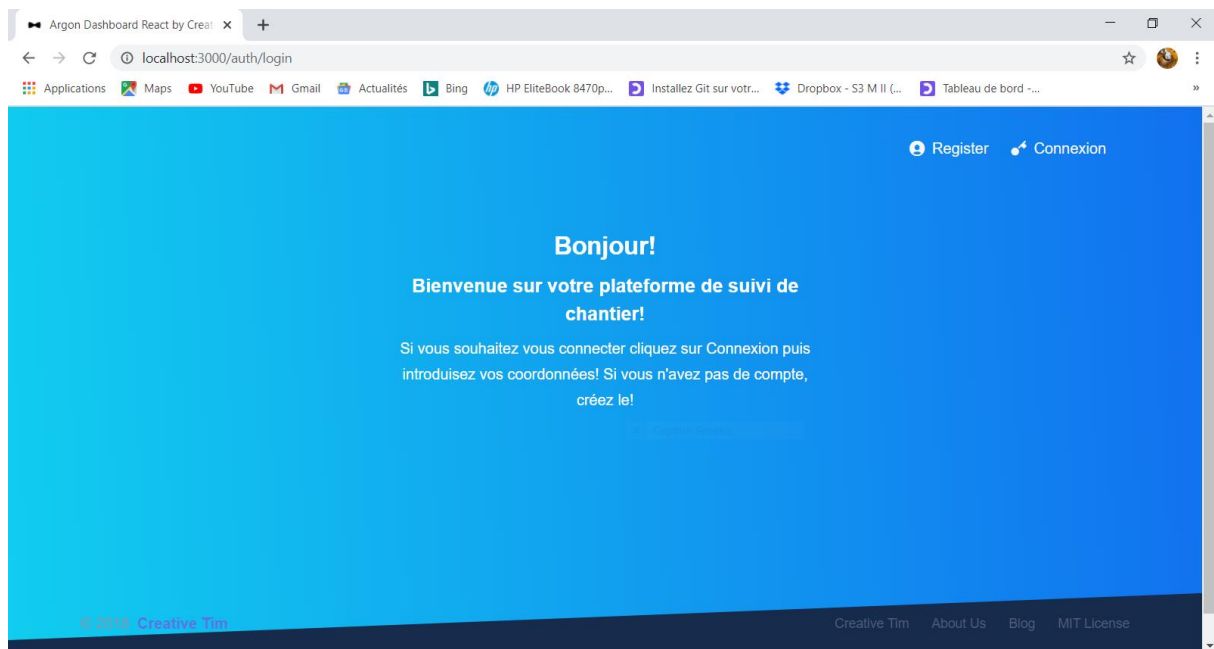 Argon Dashboard React by Creat
localhost:3000/auth/login
Applications Maps YouTube Gmail Actualités Bing HP EliteBook 8470p... Installez Git sur votr... Dropbox - S3 M II (... Tableau de bord -... »
Register Connexion
Bonjour!
Bienvenue sur votre plateforme de suivi de
chantier!
Si vous souhaitez vous connecter cliquez sur Connexion puis
introduisez vos coordonnées! Si vous n'avez pas de compte,
créez le!
© Creative Tim Creative Tim About Us Blog MIT License